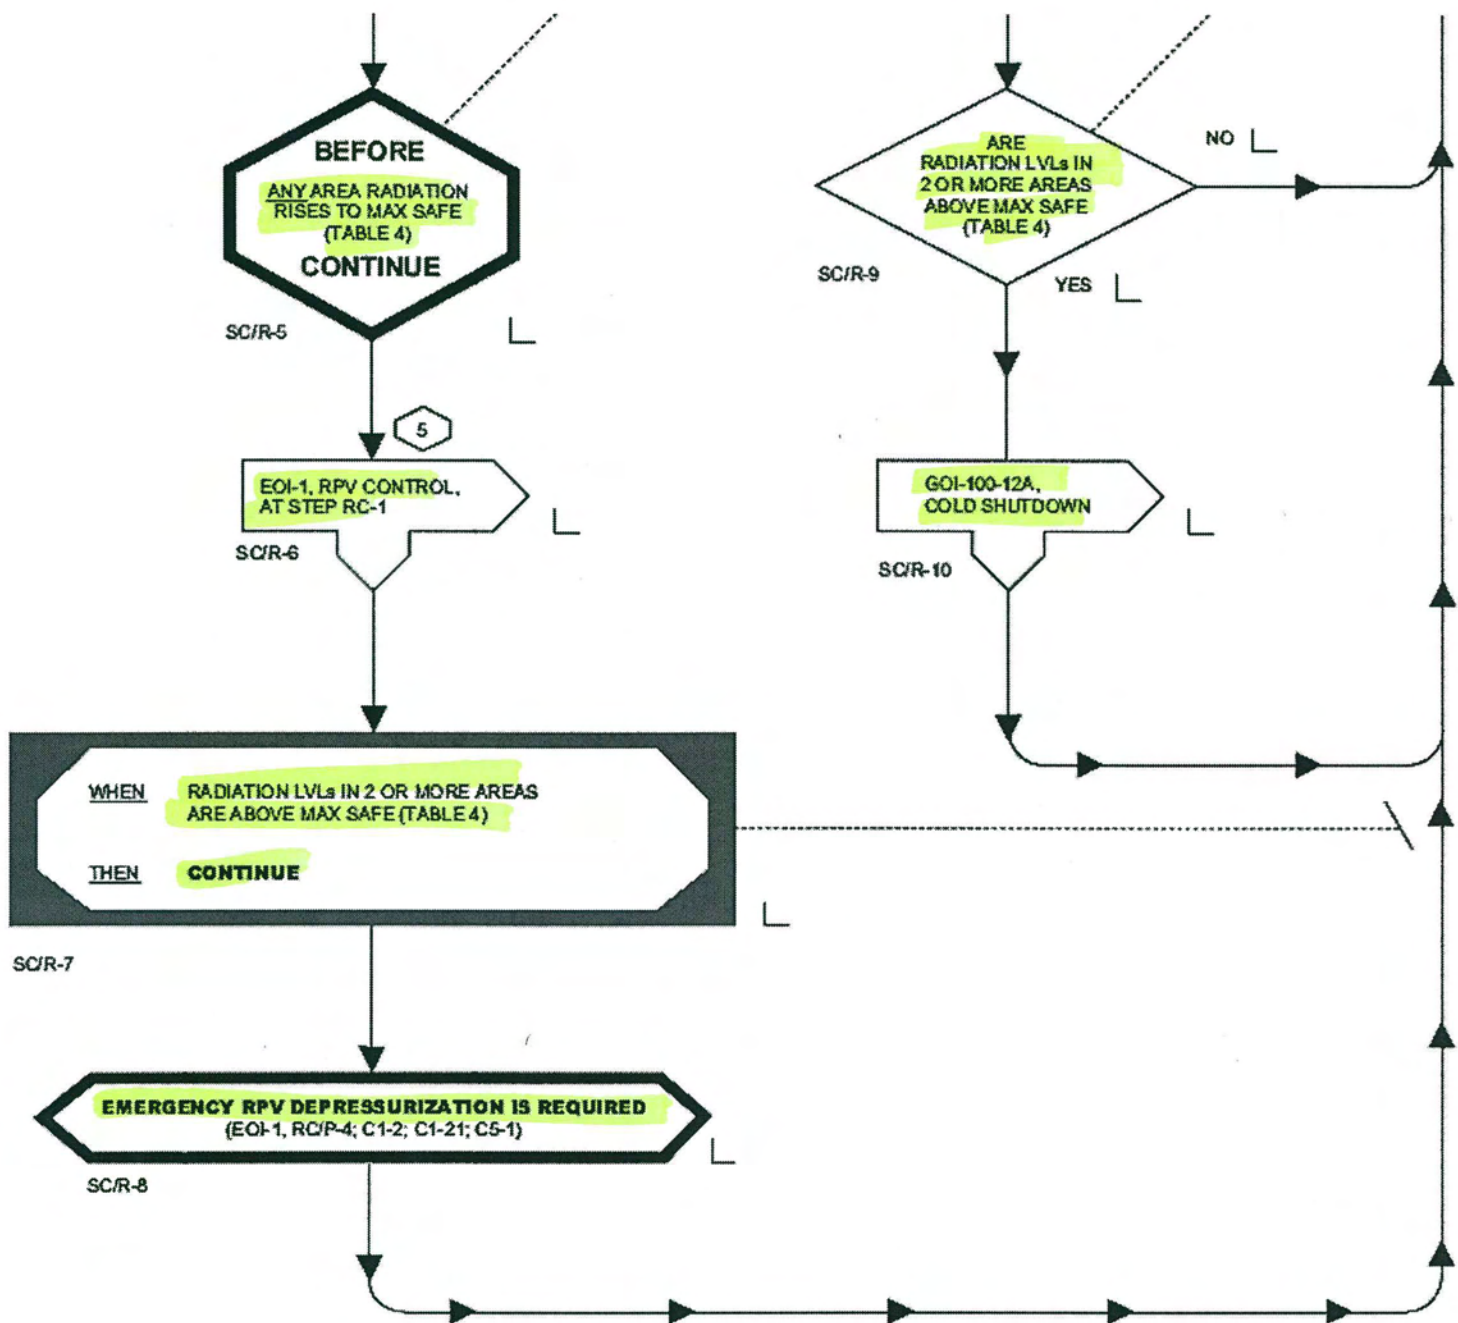 BEFORE
ANY AREA RADIATION
RISES TO MAX SAFE
(TABLE 4)
CONTINUE
SC/R-5
5
EOI-1, RPV CONTROL,
AT STEP RC-1
SC/R-6
WHEN RADIATION LVLs IN 2 OR MORE AREAS
ARE ABOVE MAX SAFE (TABLE 4)
THEN CONTINUE
SC/R-7
EMERGENCY RPV DEPRESSURIZATION IS REQUIRED
(EOI-1, RC/P-4; C1-2; C1-21; C5-1)
SC/R-8
ARE
RADIATION LVLs IN
2 OR MORE AREAS
ABOVE MAX SAFE
(TABLE 4)
NO
SC/R-9
YES
GOI-100-12A,
COLD SHUTDOWN
SC/R-10